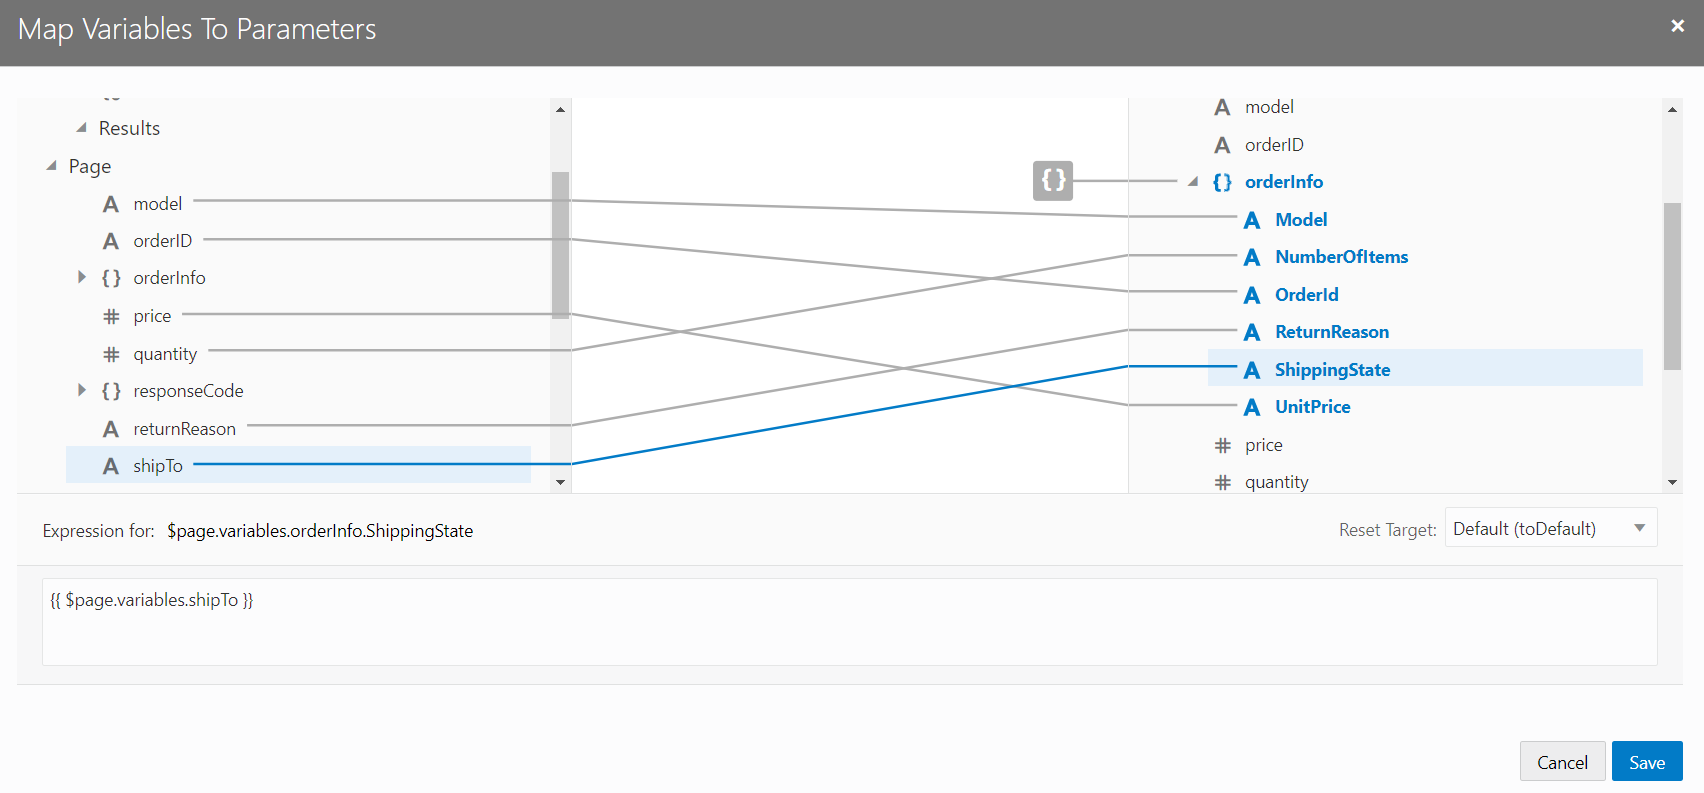 Map Variables To Parameters
Results
Page
A model
A orderID
{} orderInfo
# price
# quantity
{} responseCode
A returnReason
A shipTo
{}
A model
A orderID
{} orderInfo
A Model
A NumberOfItems
A OrderId
A ReturnReason
A ShippingState
A UnitPrice
# price
# quantity
Expression for: $page.variables.orderInfo.ShippingState
Reset Target: Default (toDefault)
{{ $page.variables.shipTo }}
Cancel Save